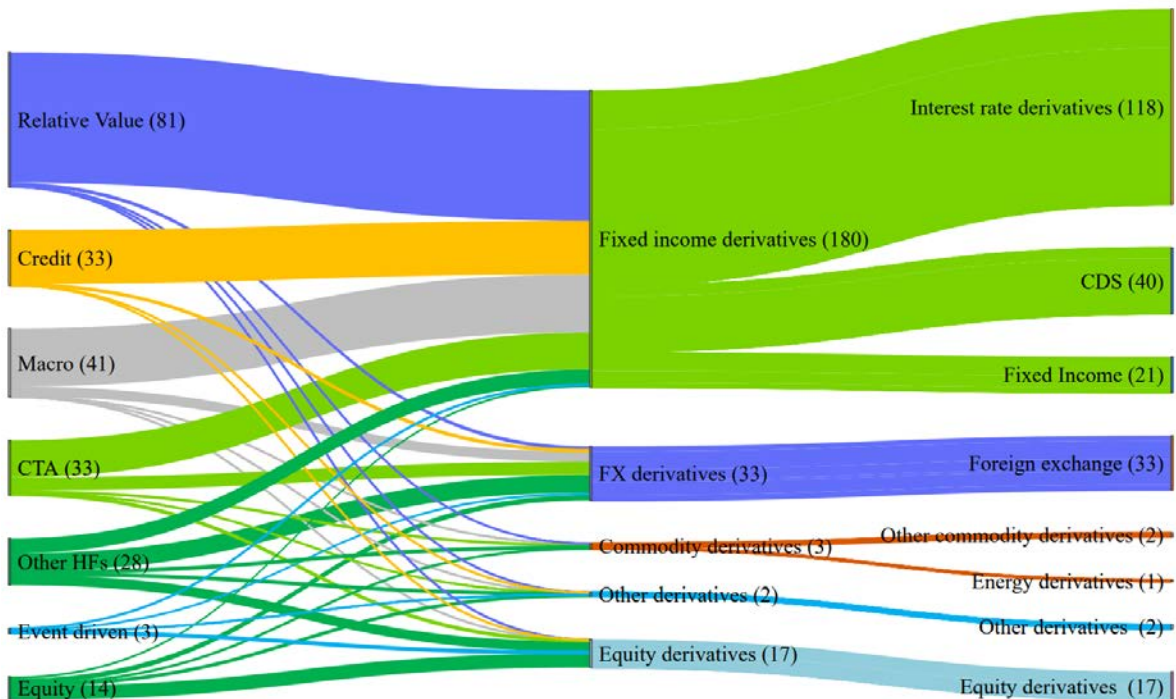 Relative Value (81)
Credit (33)
Macro (41)
CTA (33)
Other HFs (28)
Event driven (3)
Equity (14)
Fixed income derivatives (180)
FX derivatives (33)
Commodity derivatives (3)
Other derivatives (2)
Equity derivatives (17)
Interest rate derivatives (118)
CDS (40)
Fixed Income (21)
Foreign exchange (33)
Other commodity derivatives (2)
Energy derivatives (1)
Other derivatives (2)
Equity derivatives (17)